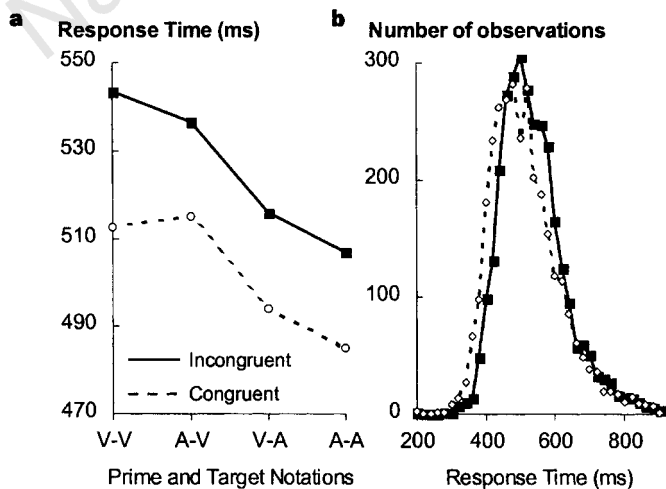 a
Response Time (ms)
550
530
510
490
470
Incongruent
Congruent
V-V A-V V-A A-A
Prime and Target Notations
b
Number of observations
300
200
100
0
200 400 600 800
Response Time (ms)